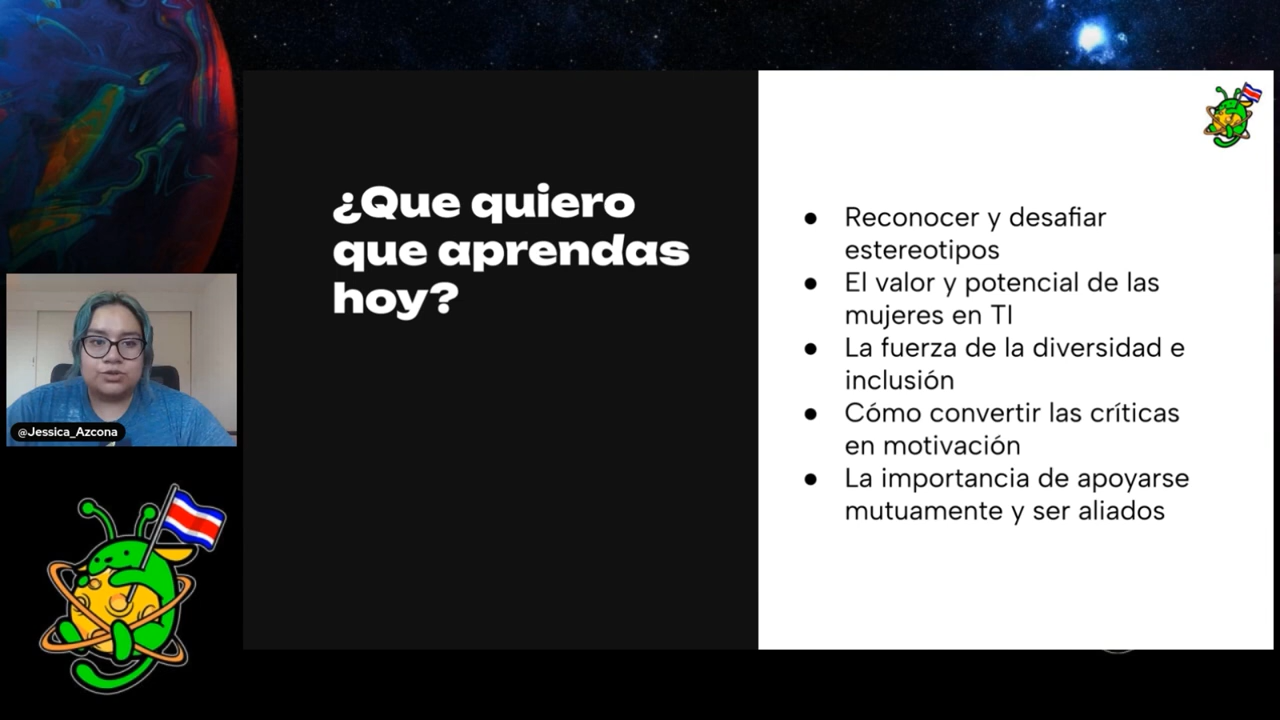 ¿Que quiero
que aprendas
hoy?
● Reconocer y desafiar
estereotipos
● El valor y potencial de las
mujeres en TI
● La fuerza de la diversidad e
inclusión
● Cómo convertir las críticas
en motivación
● La importancia de apoyarse
mutuamente y ser aliados
@Jessica_Azcona